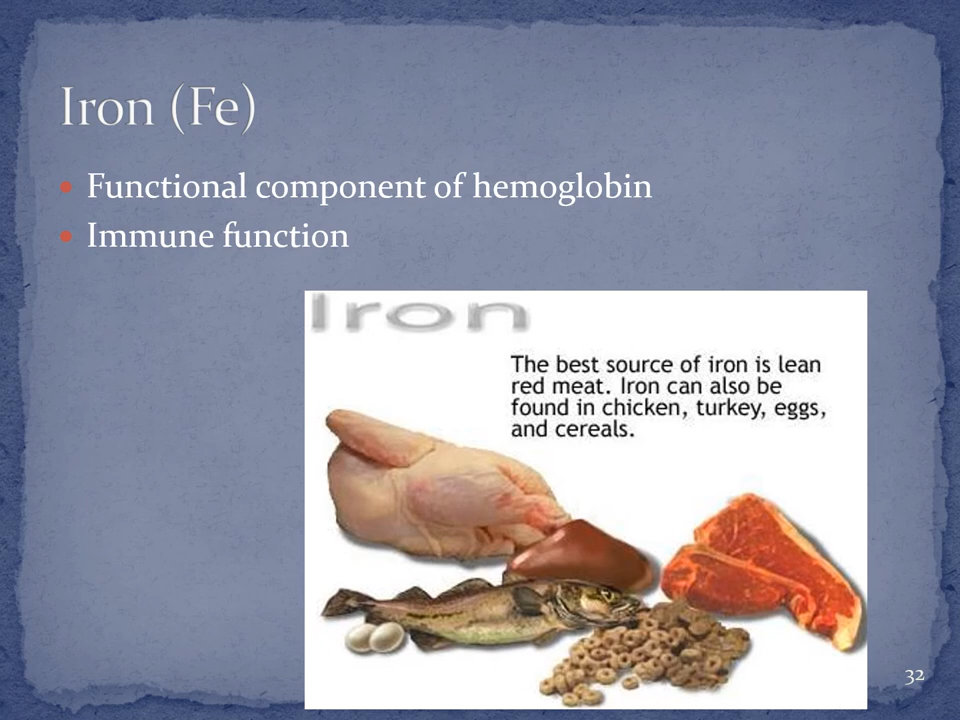 Iron (Fe)
Functional component of hemoglobin
Immune function
Iron
The best source of iron is lean
red meat. Iron can also be
found in chicken, turkey, eggs,
and cereals.
32